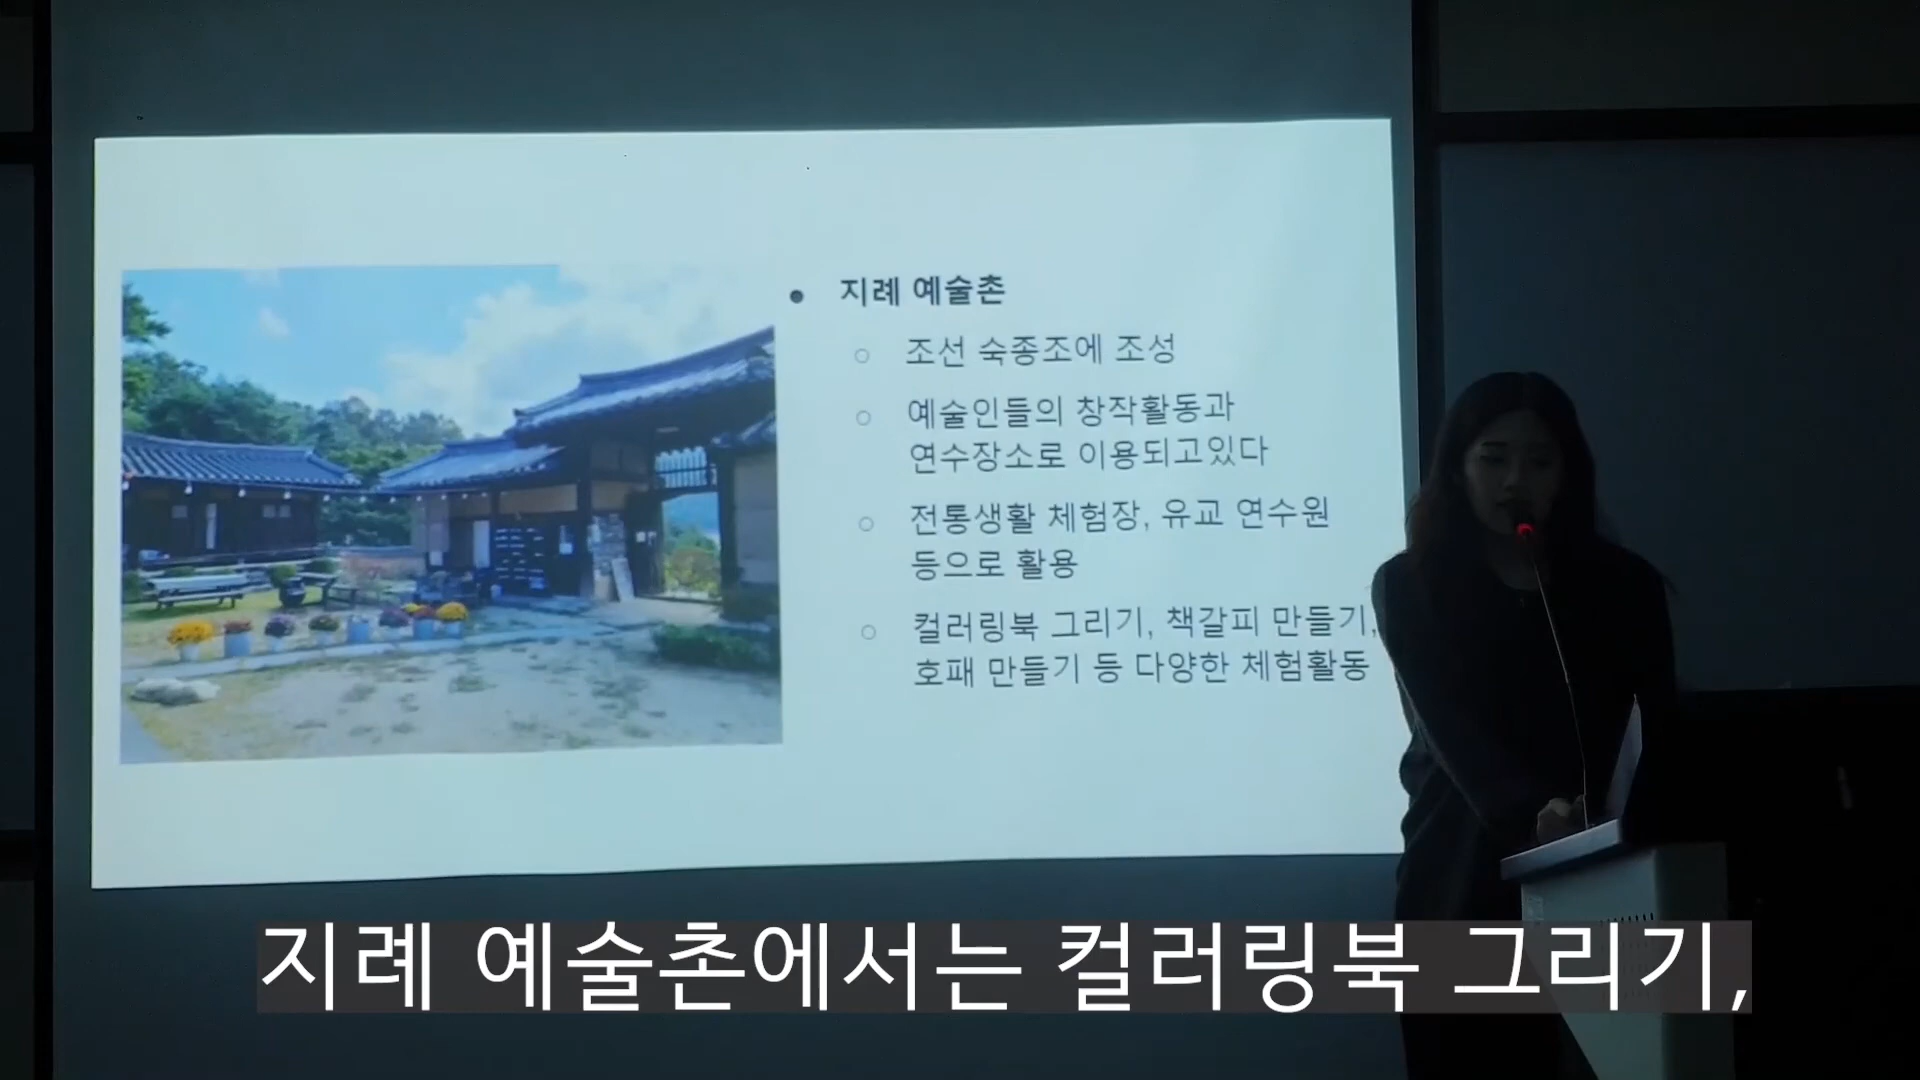 지례 예술촌
조선 숙종조에 조성
예술인들의 창작활동과
연수장소로 이용되고있다
전통생활 체험장, 유교 연수원
등으로 활용
컬러링북 그리기, 책갈피 만들기,
호패 만들기 등 다양한 체험활동
지례 예술촌에서는 컬러링북 그리기,